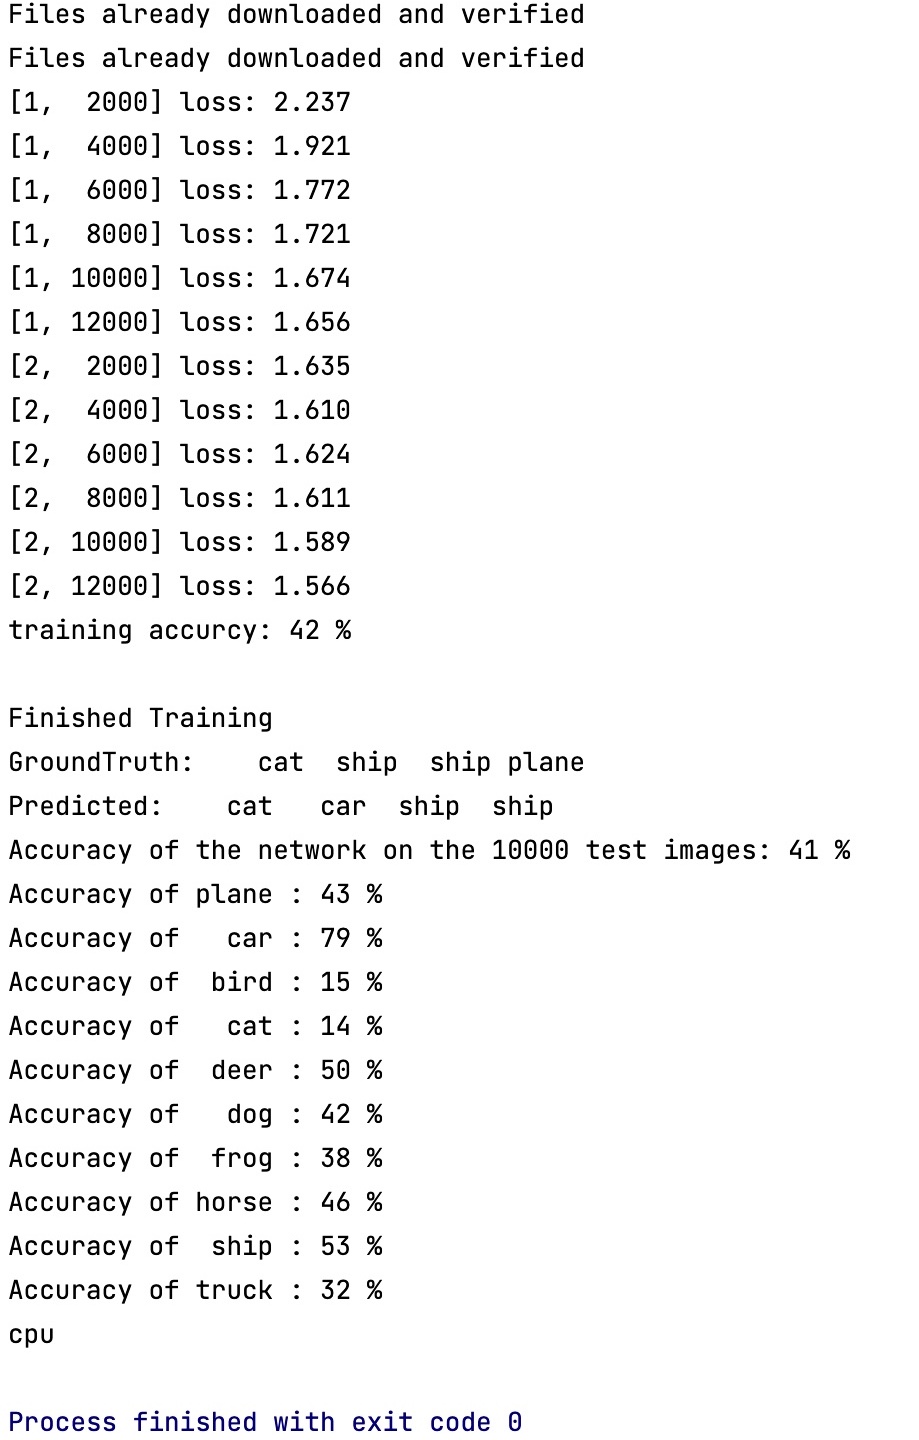 Files already downloaded and verified
Files already downloaded and verified
[1,  2000] loss: 2.237
[1,  4000] loss: 1.921
[1,  6000] loss: 1.772
[1,  8000] loss: 1.721
[1, 10000] loss: 1.674
[1, 12000] loss: 1.656
[2,  2000] loss: 1.635
[2,  4000] loss: 1.610
[2,  6000] loss: 1.624
[2,  8000] loss: 1.611
[2, 10000] loss: 1.589
[2, 12000] loss: 1.566
training accurcy: 42 %

Finished Training
GroundTruth:    cat  ship  ship plane
Predicted:    cat   car  ship  ship
Accuracy of the network on the 10000 test images: 41 %
Accuracy of plane : 43 %
Accuracy of   car : 79 %
Accuracy of  bird : 15 %
Accuracy of   cat : 14 %
Accuracy of  deer : 50 %
Accuracy of   dog : 42 %
Accuracy of  frog : 38 %
Accuracy of horse : 46 %
Accuracy of  ship : 53 %
Accuracy of truck : 32 %
cpu

Process finished with exit code 0